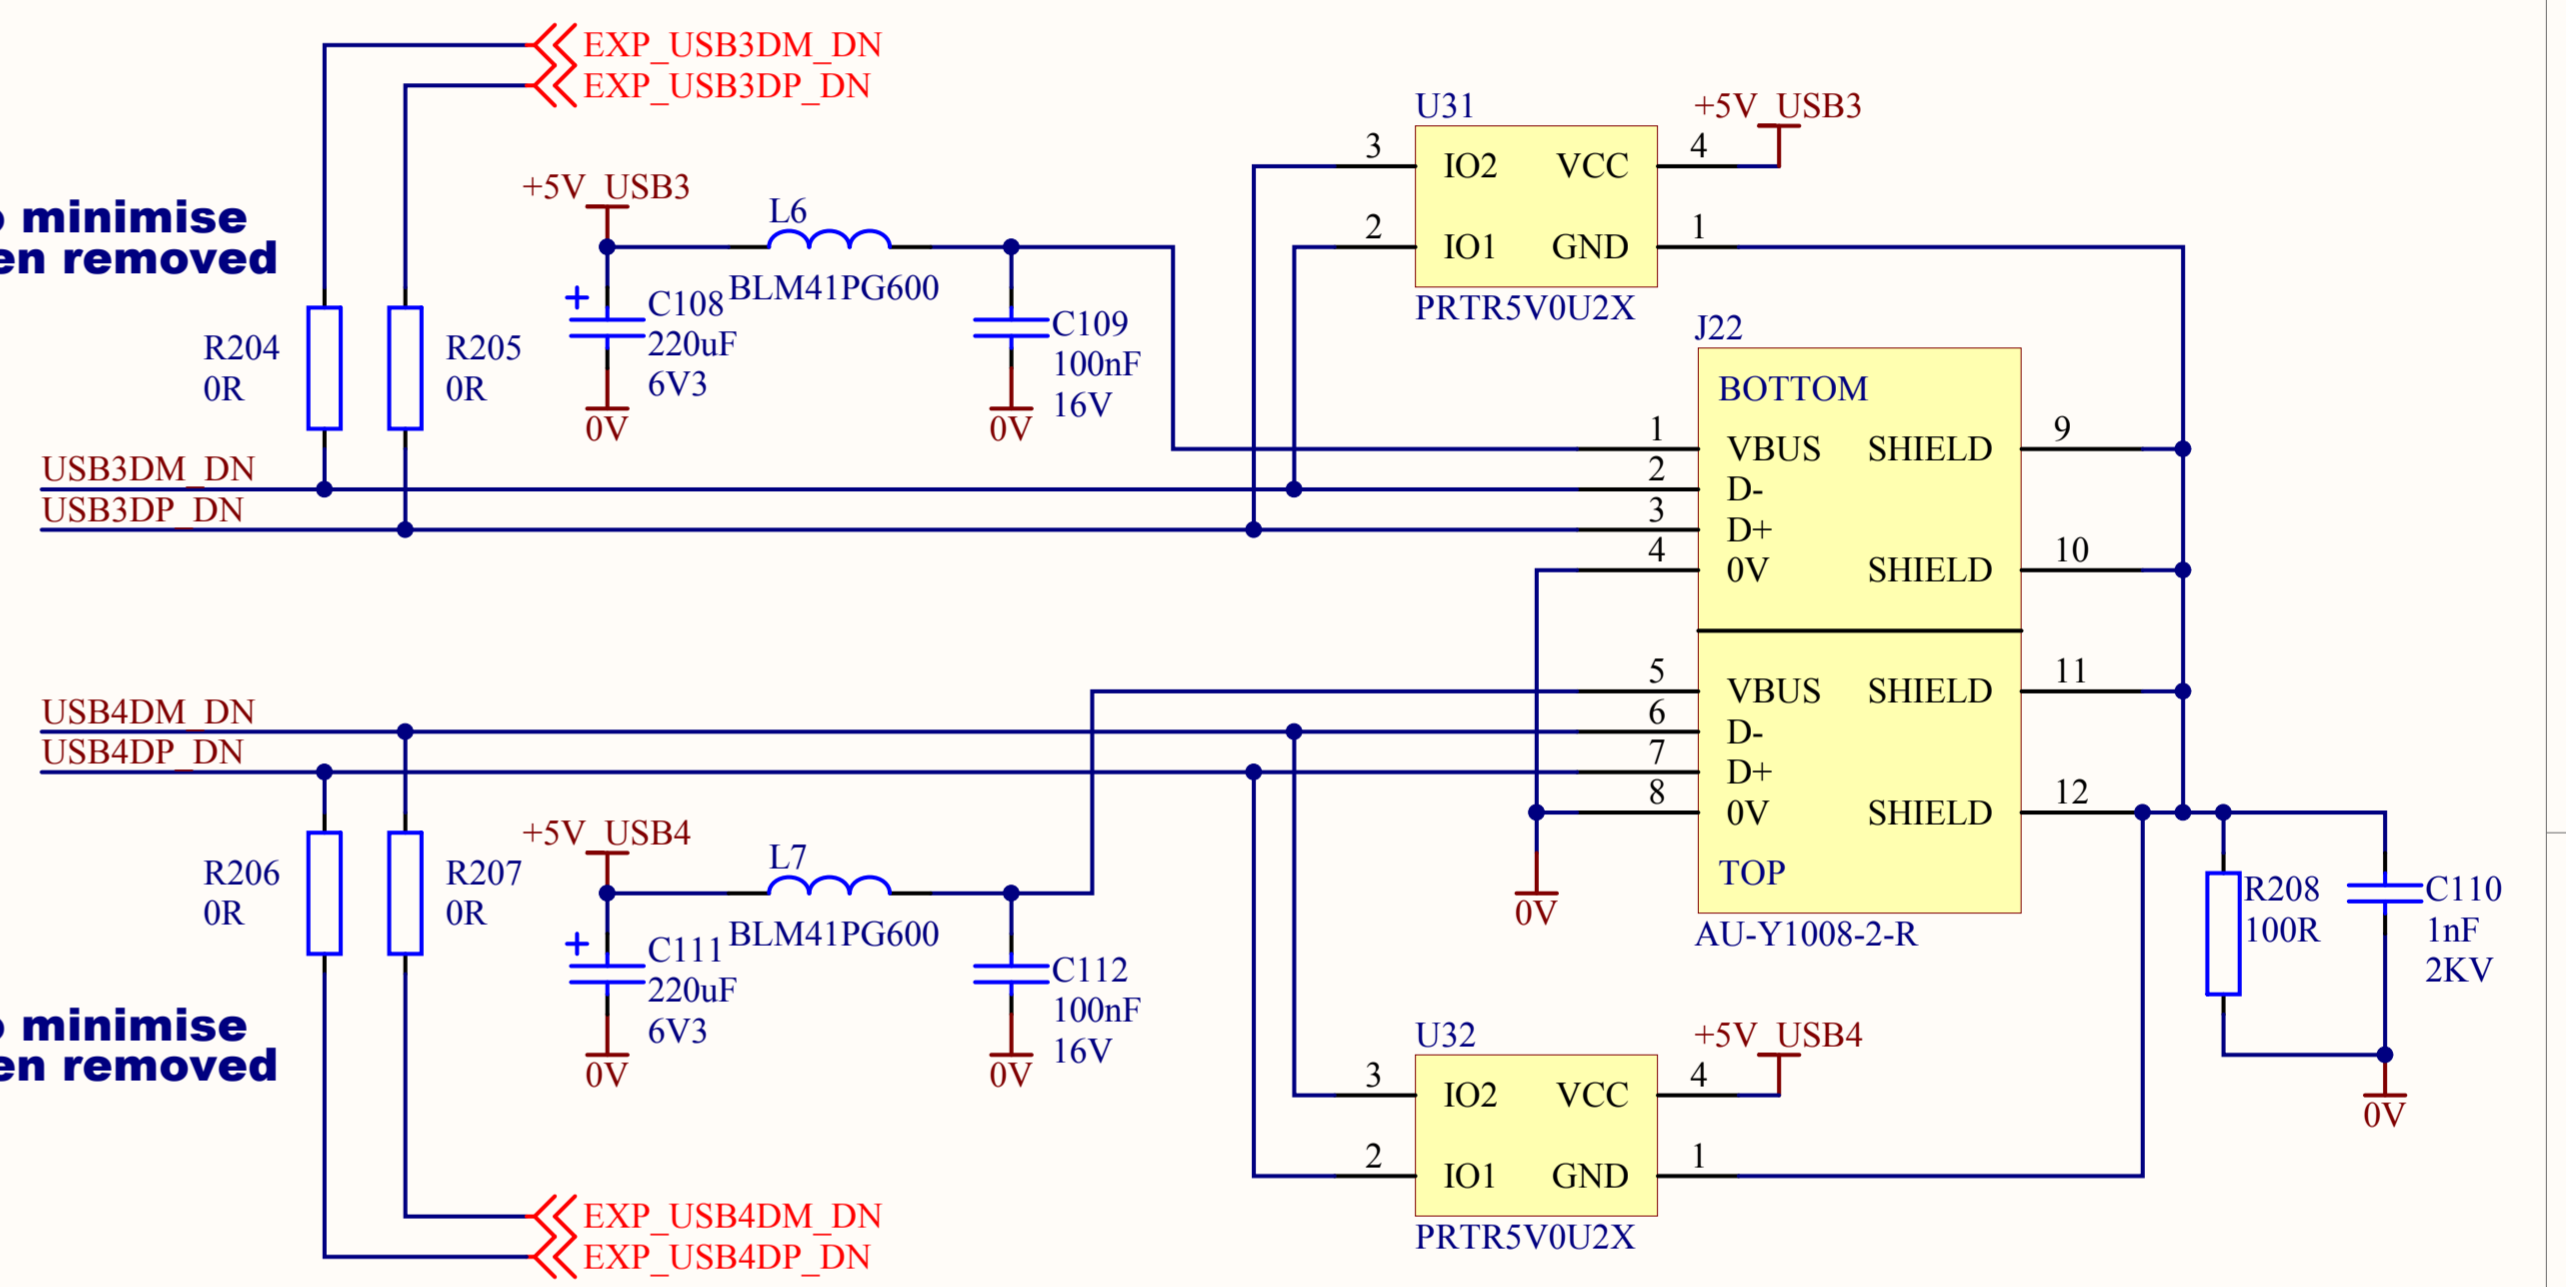 EXP_USB3DM_DN
EXP_USB3DP_DN
minimise
en removed
R204
0R
R205
0R
+5V_USB3
L6
BLM41PG600
+
C108
220uF
6V3
0V
C109
100nF
16V
0V
USB3DM_DN
USB3DP_DN
U31
3
IO2
VCC
4
+5V_USB3
2
IO1
GND
1
PRTR5V0U2X
J22
BOTTOM
1
VBUS
SHIELD
9
2
D-
3
D+
4
0V
SHIELD
10
5
VBUS
SHIELD
11
6
D-
7
D+
8
0V
SHIELD
12
TOP
AU-Y1008-2-R
0V
USB4DM_DN
USB4DP_DN
R206
0R
R207
0R
+5V_USB4
L7
BLM41PG600
+
C111
220uF
6V3
0V
C112
100nF
16V
0V
minimise
en removed
EXP_USB4DM_DN
EXP_USB4DP_DN
U32
3
IO2
VCC
4
+5V_USB4
2
IO1
GND
1
PRTR5V0U2X
R208
100R
C110
1nF
2KV
0V